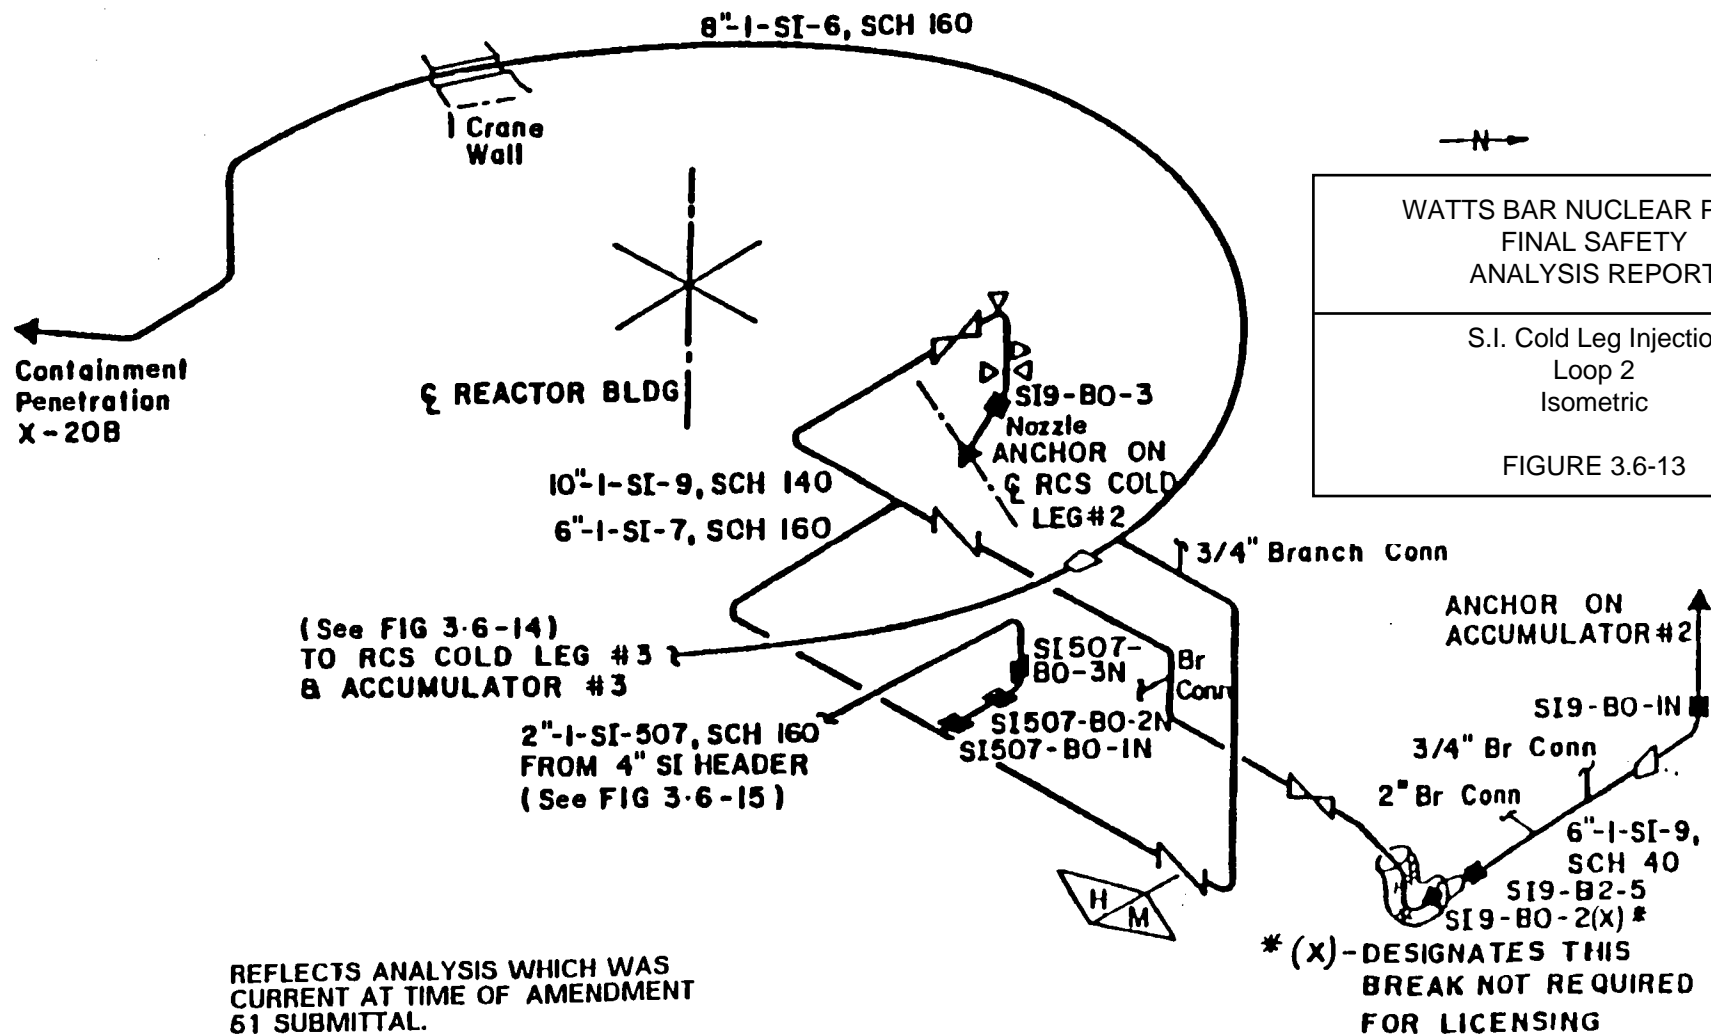 8"-1-SI-6, SCH 160
1 Crane
Wall
N
WATTS BAR NUCLEAR P
FINAL SAFETY
ANALYSIS REPORT
S.I. Cold Leg Injectio
Loop 2
Isometric
FIGURE 3.6-13
Containment
Penetration
X-20B
℄ REACTOR BLDG
SI9-BO-3
Nozzle
ANCHOR ON
℄ RCS COLD
LEG#2
10"-1-SI-9, SCH 140
6"-1-SI-7, SCH 160
3/4" Branch Conn
(See FIG 3.6-14)
TO RCS COLD LEG #3
& ACCUMULATOR #3
SI507-
BO-3N
Br
Conn
SI507-BO-2N
SI507-BO-1N
2"-1-SI-507, SCH 160
FROM 4" SI HEADER
(See FIG 3.6-15)
ANCHOR ON
ACCUMULATOR#2
SI9-BO-1N
3/4" Br Conn
2" Br Conn
6"-1-SI-9,
SCH 40
SI9-B2-5
SI9-BO-2(X)*
H
M
*(X)-DESIGNATES THIS
BREAK NOT REQUIRED
FOR LICENSING
REFLECTS ANALYSIS WHICH WAS
CURRENT AT TIME OF AMENDMENT
61 SUBMITTAL.